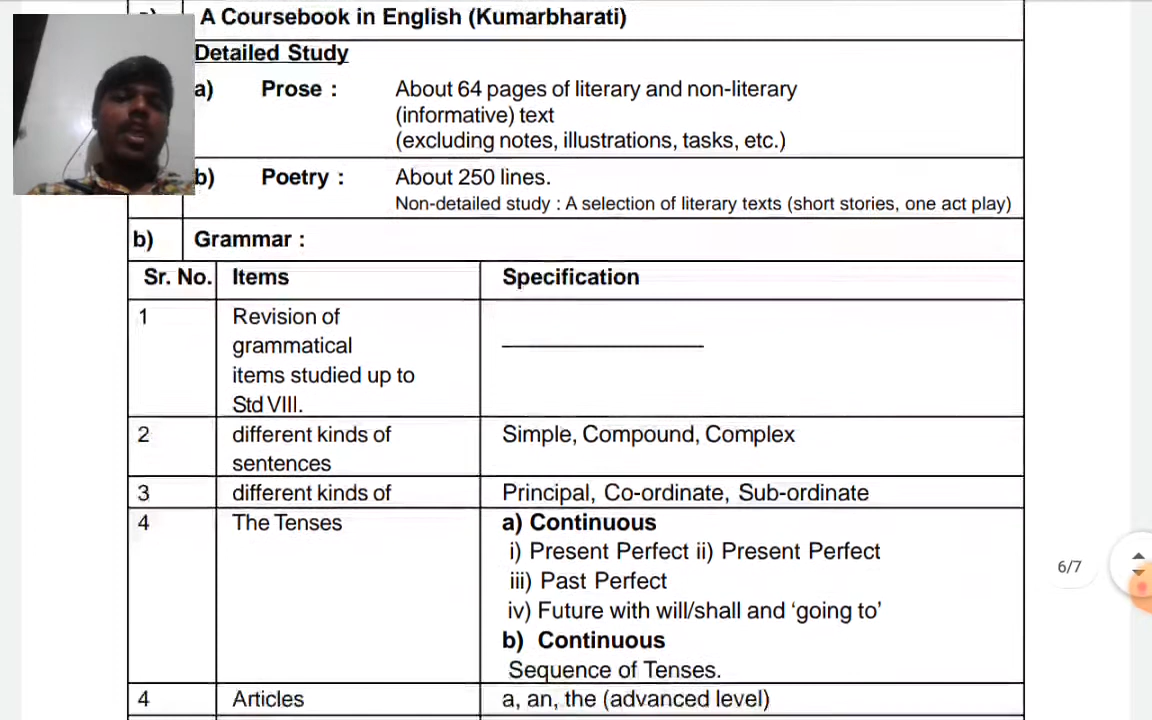 A Coursebook in English (Kumarbharati)
Detailed Study
a) Prose : About 64 pages of literary and non-literary
(informative) text
(excluding notes, illustrations, tasks, etc.)
b) Poetry : About 250 lines.
Non-detailed study : A selection of literary texts (short stories, one act play)
b) Grammar :
Sr. No. Items Specification
1 Revision of
grammatical
items studied up to
Std VIII.
2 different kinds of Simple, Compound, Complex
sentences
3 different kinds of Principal, Co-ordinate, Sub-ordinate
4 The Tenses a) Continuous
i) Present Perfect ii) Present Perfect
iii) Past Perfect
iv) Future with will/shall and ‘going to’
b) Continuous
Sequence of Tenses.
4 Articles a, an, the (advanced level)
6/7